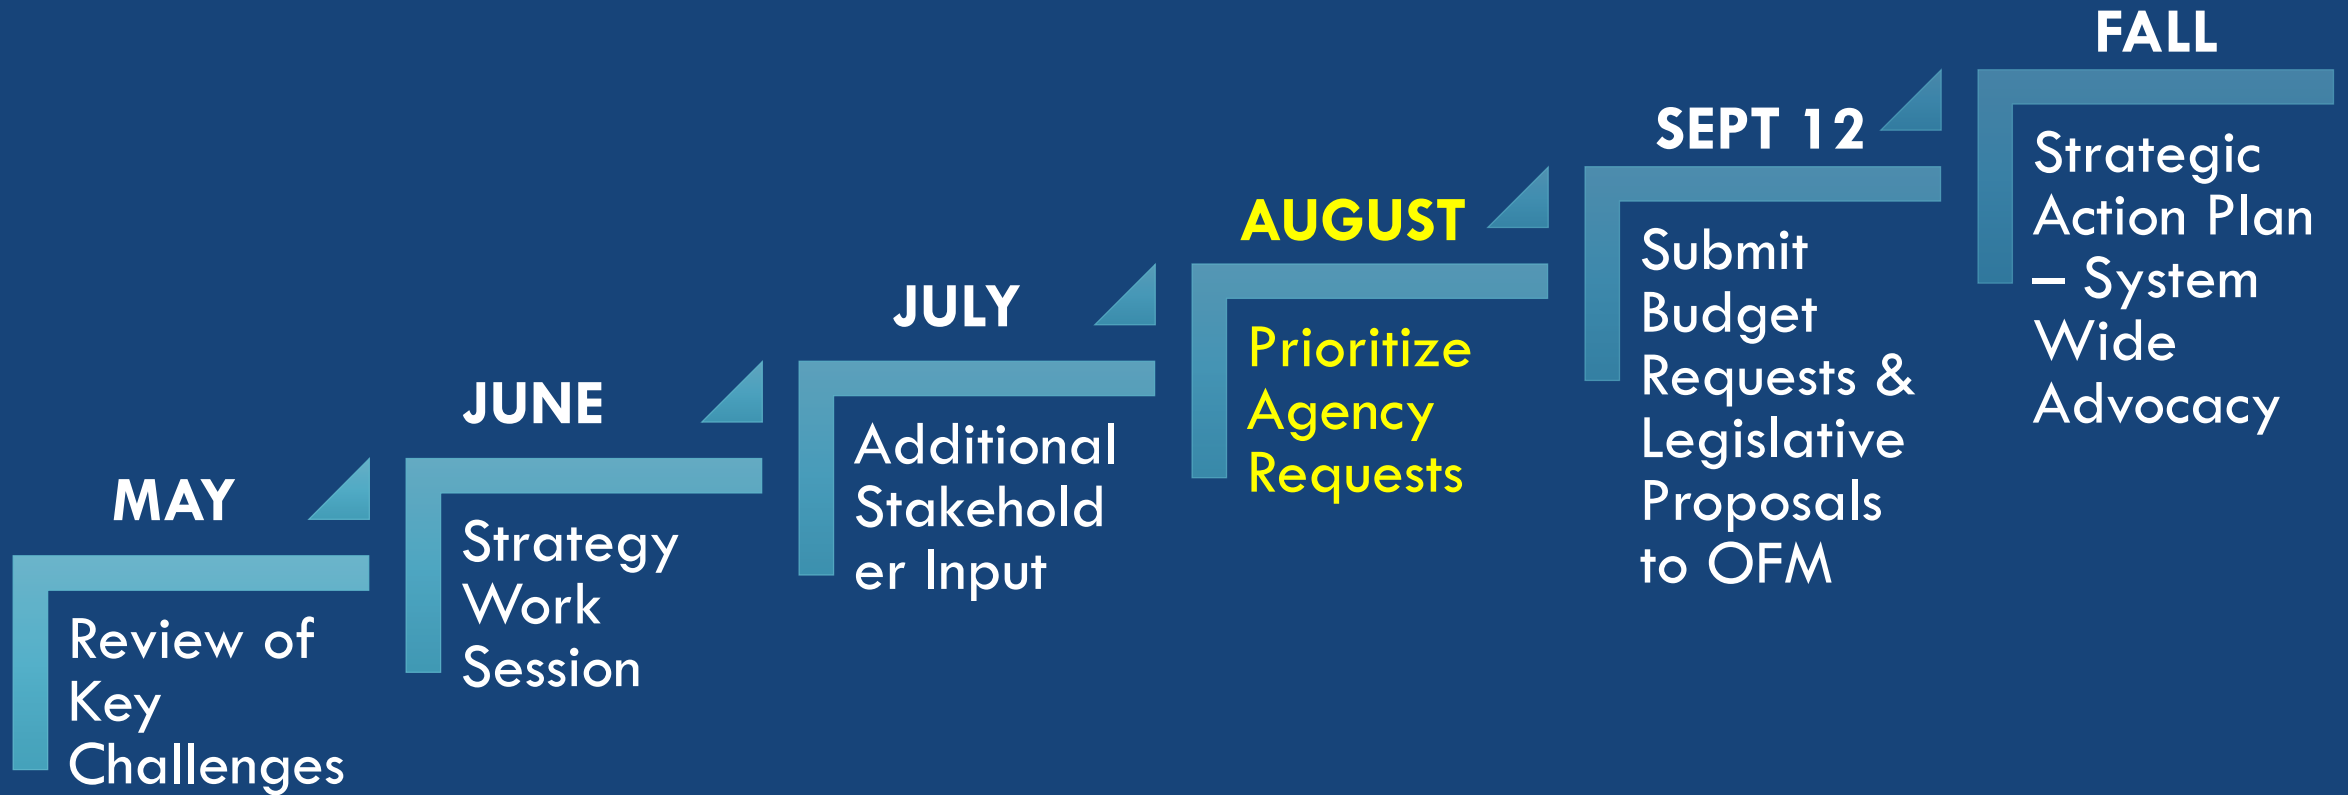 MAY
Review of
Key
Challenges
JUNE
Strategy
Work
Session
JULY
Additional
Stakehold
er Input
AUGUST
Prioritize
Agency
Requests
SEPT 12
Submit
Budget
Requests &
Legislative
Proposals
to OFM
FALL
Strategic
Action Plan
– System
Wide
Advocacy